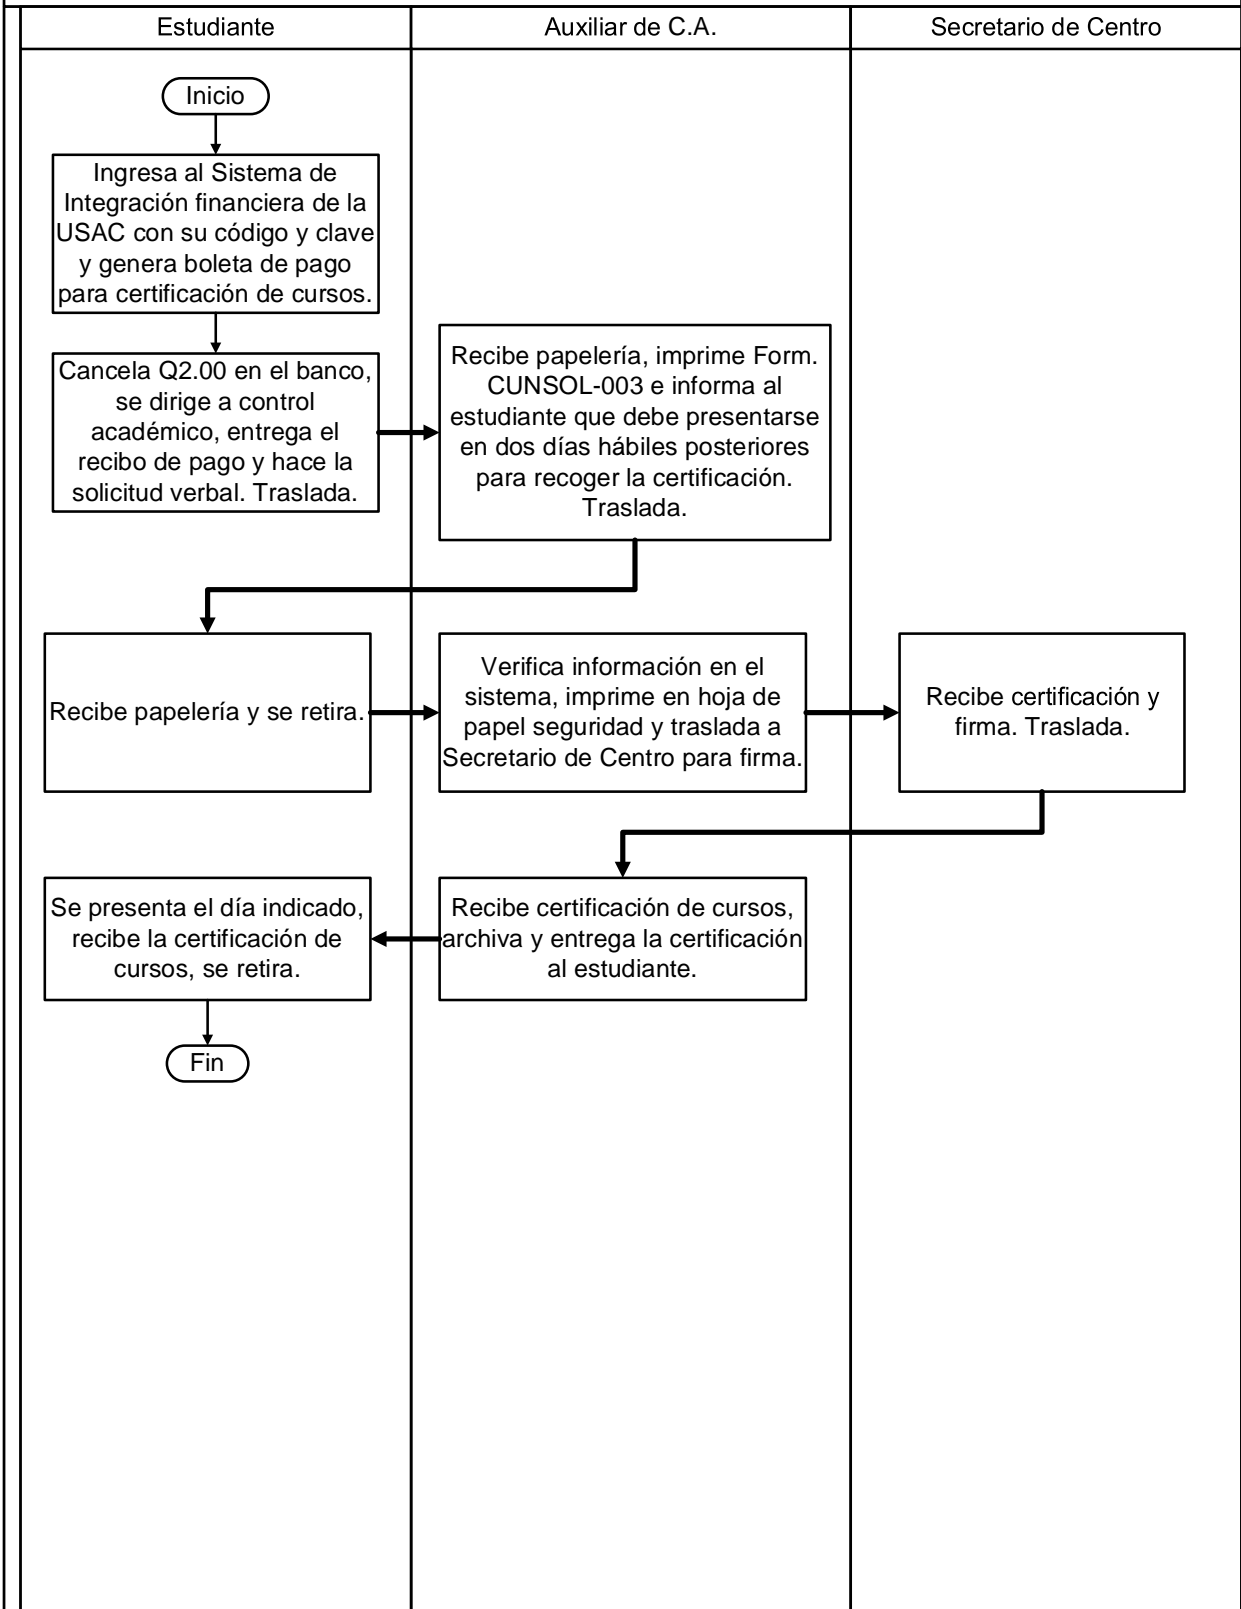 Estudiante
Auxiliar de C.A.
Secretario de Centro
Inicio
Ingresa al Sistema de
Integración financiera de la
USAC con su código y clave
y genera boleta de pago
para certificación de cursos.
Cancela Q2.00 en el banco,
se dirige a control
académico, entrega el
recibo de pago y hace la
solicitud verbal. Traslada.
Recibe papelería, imprime Form.
CUNSOL-003 e informa al
estudiante que debe presentarse
en dos días hábiles posteriores
para recoger la certificación.
Traslada.
Recibe papelería y se retira.
Verifica información en el
sistema, imprime en hoja de
papel seguridad y traslada a
Secretario de Centro para firma.
Recibe certificación y
firma. Traslada.
Recibe certificación de cursos,
archiva y entrega la certificación
al estudiante.
Se presenta el día indicado,
recibe la certificación de
cursos, se retira.
Fin